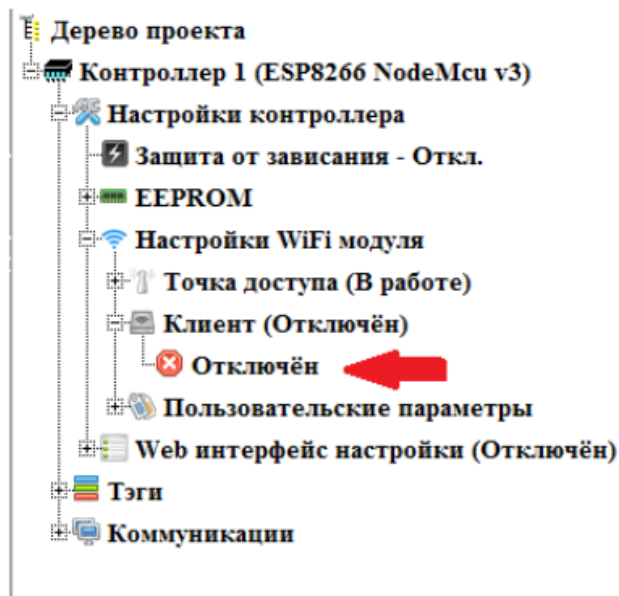 Дерево проекта
Контроллер 1 (ESP8266 NodeMcu v3)
Настройки контроллера
Защита от зависания - Откл.
EEPROM
Настройки WiFi модуля
Точка доступа (В работе)
Клиент (Отключён)
Отключён
Пользовательские параметры
Web интерфейс настройки (Отключён)
Тэги
Коммуникации